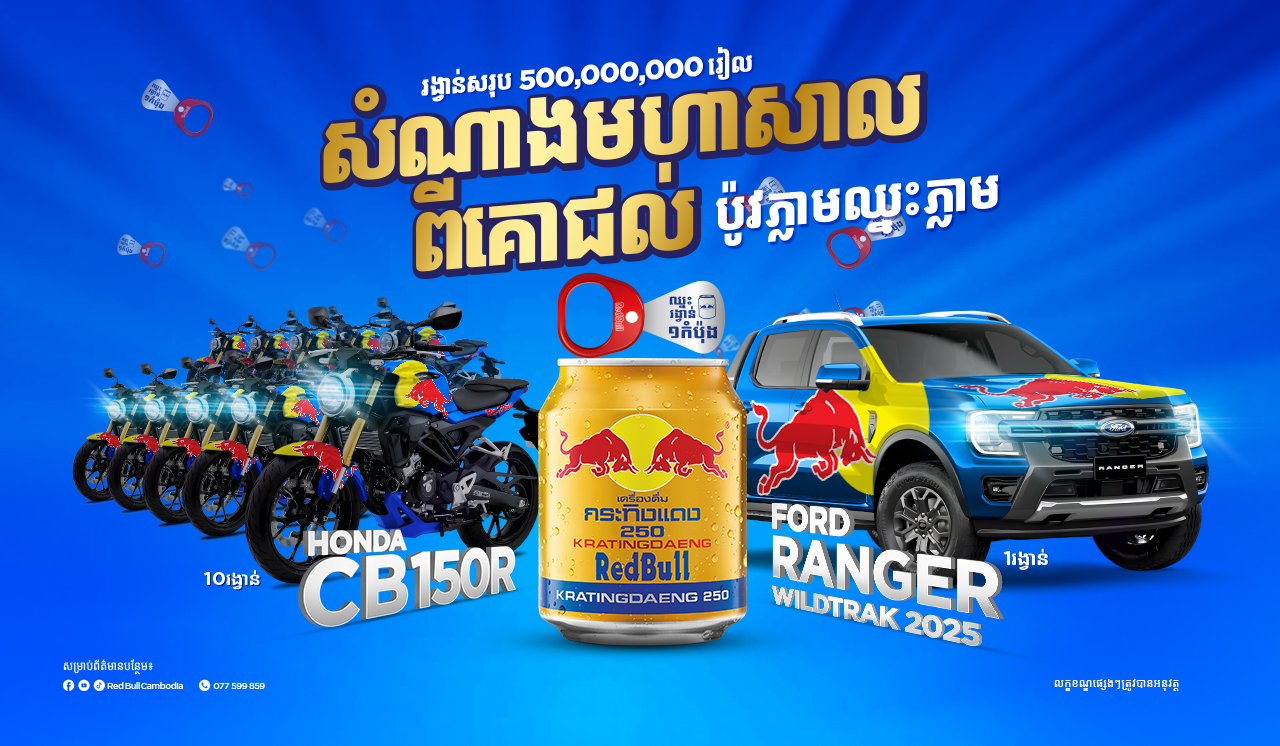 រង្វាន់សរុប 500,000,000 រៀល
សំណាងមហាសាល
ពីគោជល់ ប៉ូវភ្លាមឈ្នះភ្លាម
RedBull
ឈ្នះ
រង្វាន់
១កំប៉ុង
เครื่องดื่ม
กระทิงแดง
250
KRATINGDAENG
RedBull
KRATINGDAENG 250
HONDA
CB150R
10រង្វាន់
Ford
RANGER
FORD
RANGER
WILDTRAK 2025
1រង្វាន់
សម្រាប់ព័ត៌មានបន្ថែម៖
Red Bull Cambodia 077 599 859
លក្ខខណ្ឌផ្សេងៗត្រូវបានអនុវត្ត